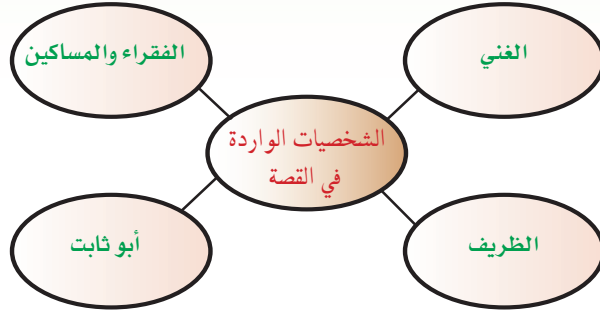 الغني
الفقراء والمساكين
الشخصيات الواردة
في القصة
الظريف
أبو ثابت